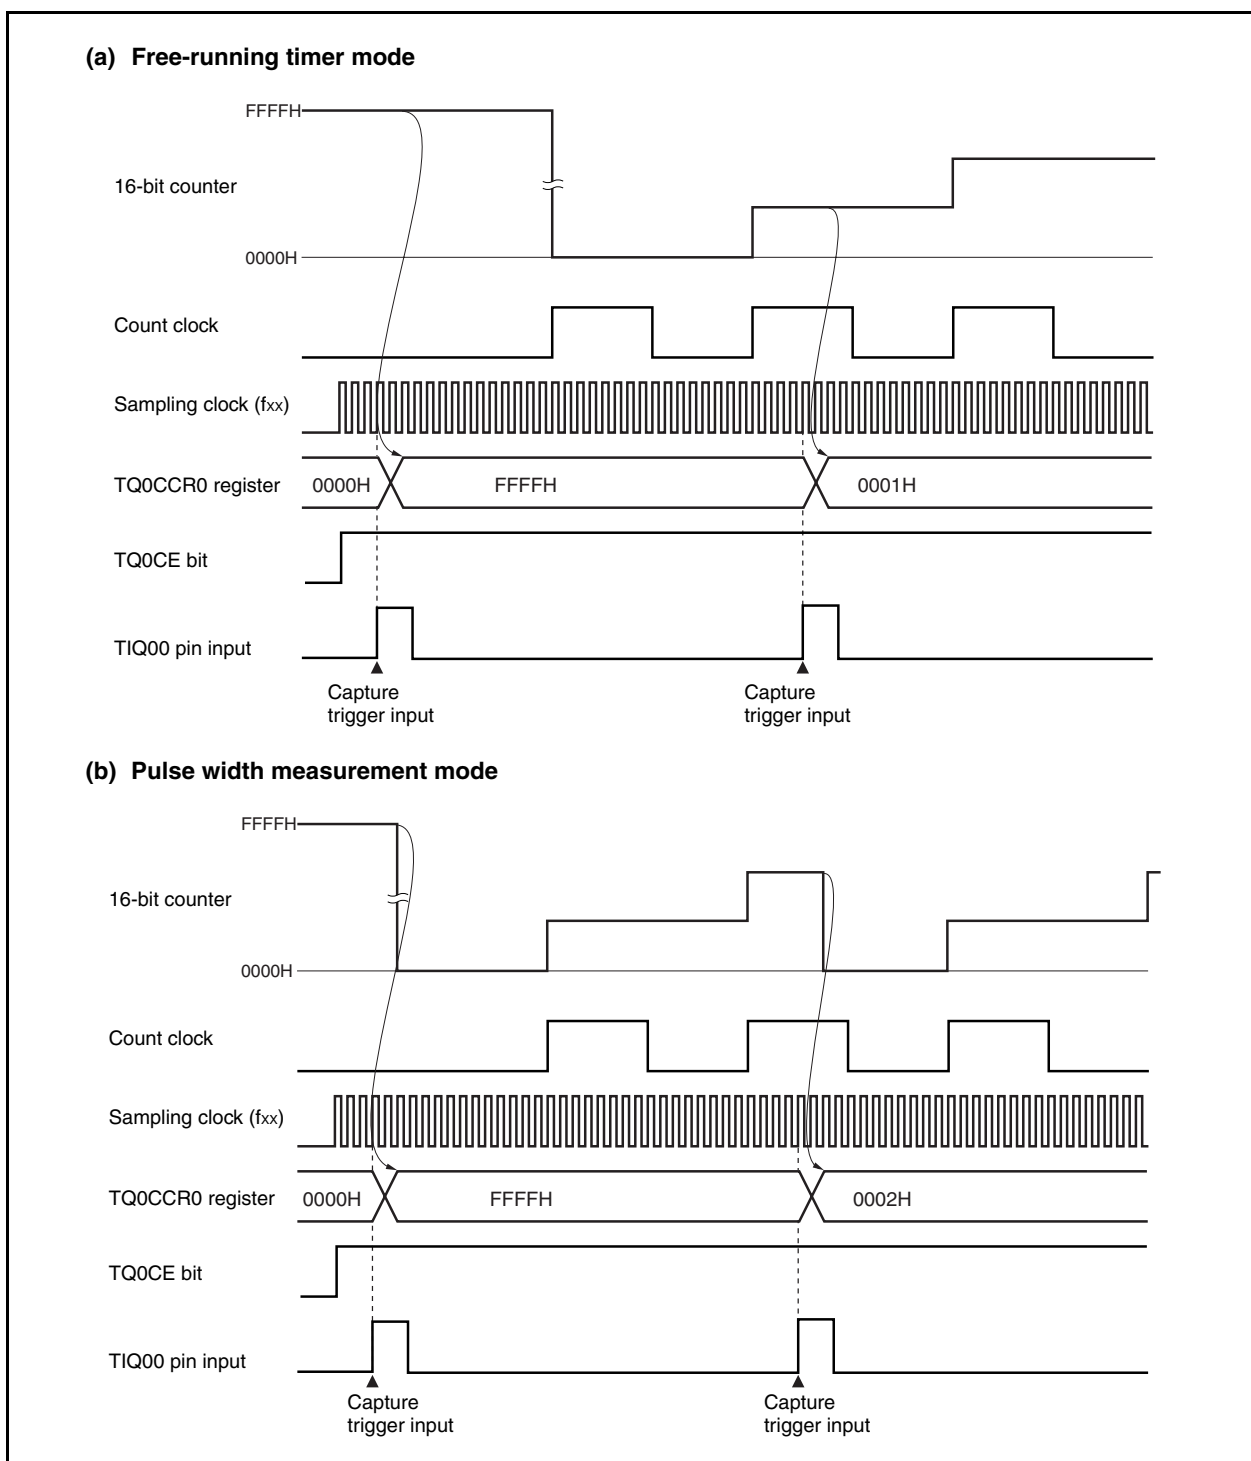 (a) Free-running timer mode
FFFFH
16-bit counter
0000H
Count clock
Sampling clock (fxx)
TQ0CCR0 register
0000H
FFFFH
0001H
TQ0CE bit
TIQ00 pin input
Capture
trigger input
Capture
trigger input
(b) Pulse width measurement mode
FFFFH
16-bit counter
0000H
Count clock
Sampling clock (fxx)
TQ0CCR0 register
0000H
FFFFH
0002H
TQ0CE bit
TIQ00 pin input
Capture
trigger input
Capture
trigger input